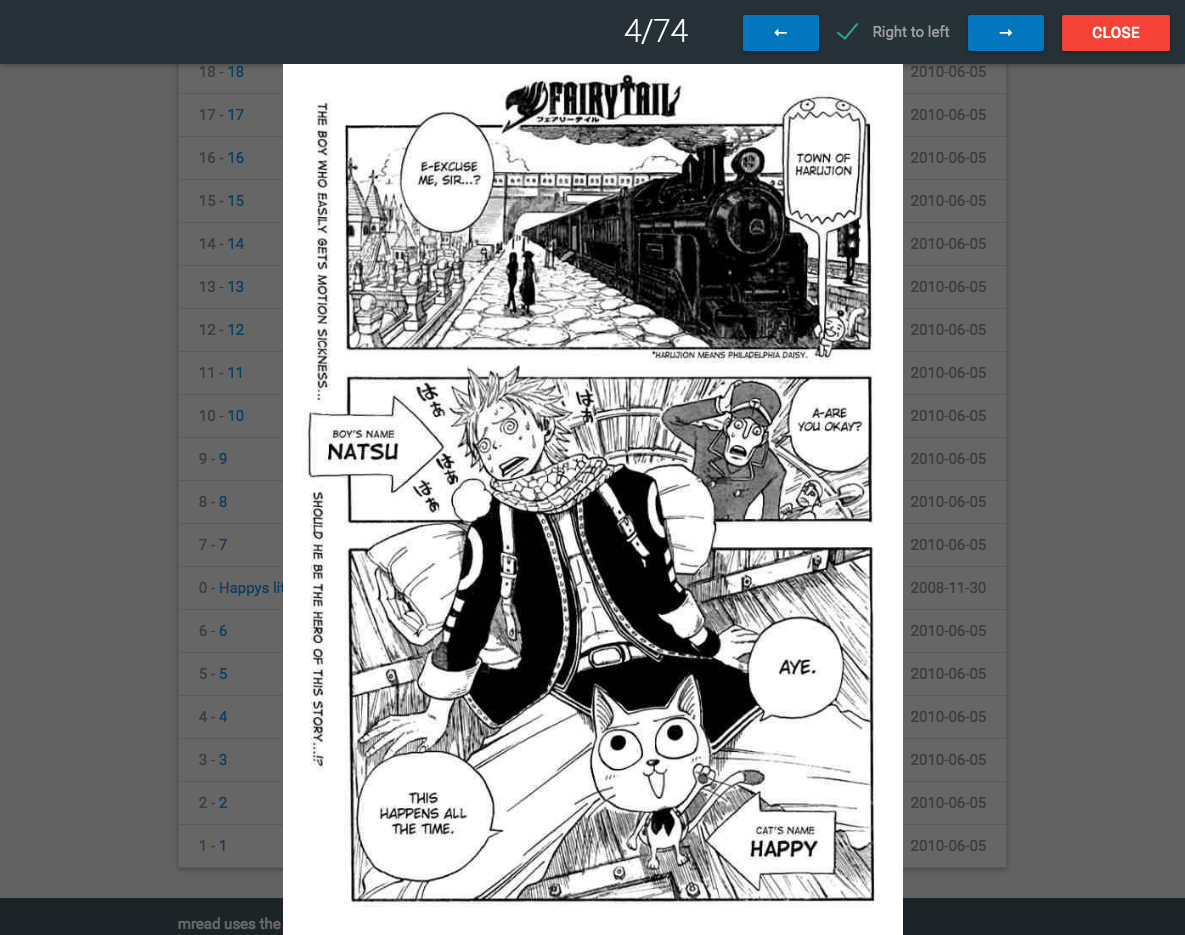 4/74
←
Right to left
→
CLOSE
18 - 18
2010-06-05
17 - 17
2010-06-05
16 - 16
2010-06-05
15 - 15
2010-06-05
14 - 14
2010-06-05
13 - 13
2010-06-05
12 - 12
2010-06-05
11 - 11
2010-06-05
10 - 10
2010-06-05
9 - 9
2010-06-05
8 - 8
2010-06-05
7 - 7
2010-06-05
0 - Happys
2008-11-30
6 - 6
2010-06-05
5 - 5
2010-06-05
4 - 4
2010-06-05
3 - 3
2010-06-05
2 - 2
2010-06-05
1 - 1
2010-06-05
mread uses the
FAIRY TAIL
フェアリーテイル
THE BOY WHO EASILY GETS MOTION SICKNESS...
SHOULD HE BE THE HERO OF THIS STORY...!?
TOWN OF
HARUJION
E-EXCUSE
ME, SIR...?
*HARUJION MEANS PHILADELPHIA DAISY.
A-ARE
YOU OKAY?
はぁ
はぁ
BOY'S NAME
NATSU
はぁ
はぁ
AYE.
THIS
HAPPENS ALL
THE TIME.
CAT'S NAME
HAPPY